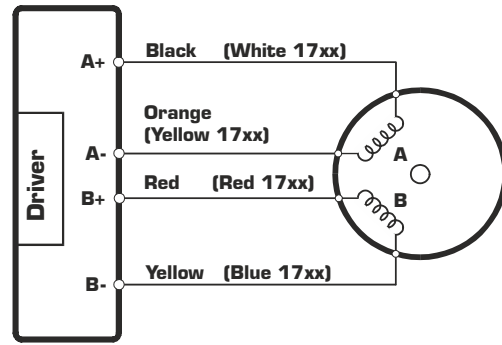 A+ Black (White 17xx)
Orange
A- (Yellow 17xx)
A
Driver
B+ Red (Red 17xx)
B
B- Yellow (Blue 17xx)